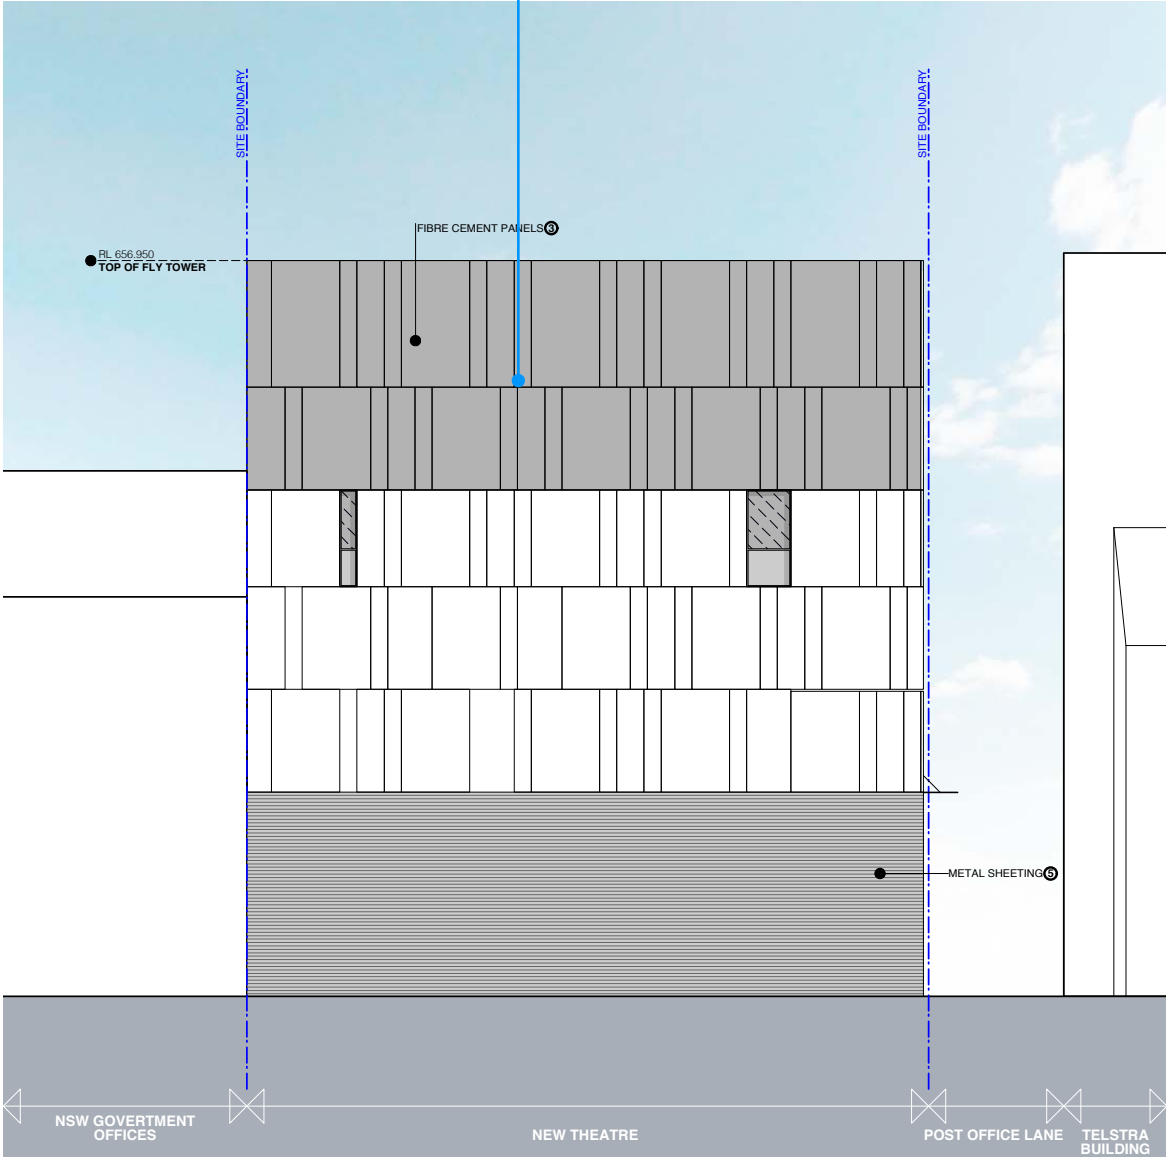 SITE BOUNDARY
SITE BOUNDARY
FIBRE CEMENT PANELS 3
RL 656.950
TOP OF FLY TOWER
METAL SHEETING 5
NSW GOVERTMENT
OFFICES
NEW THEATRE
POST OFFICE LANE
TELSTRA
BUILDING